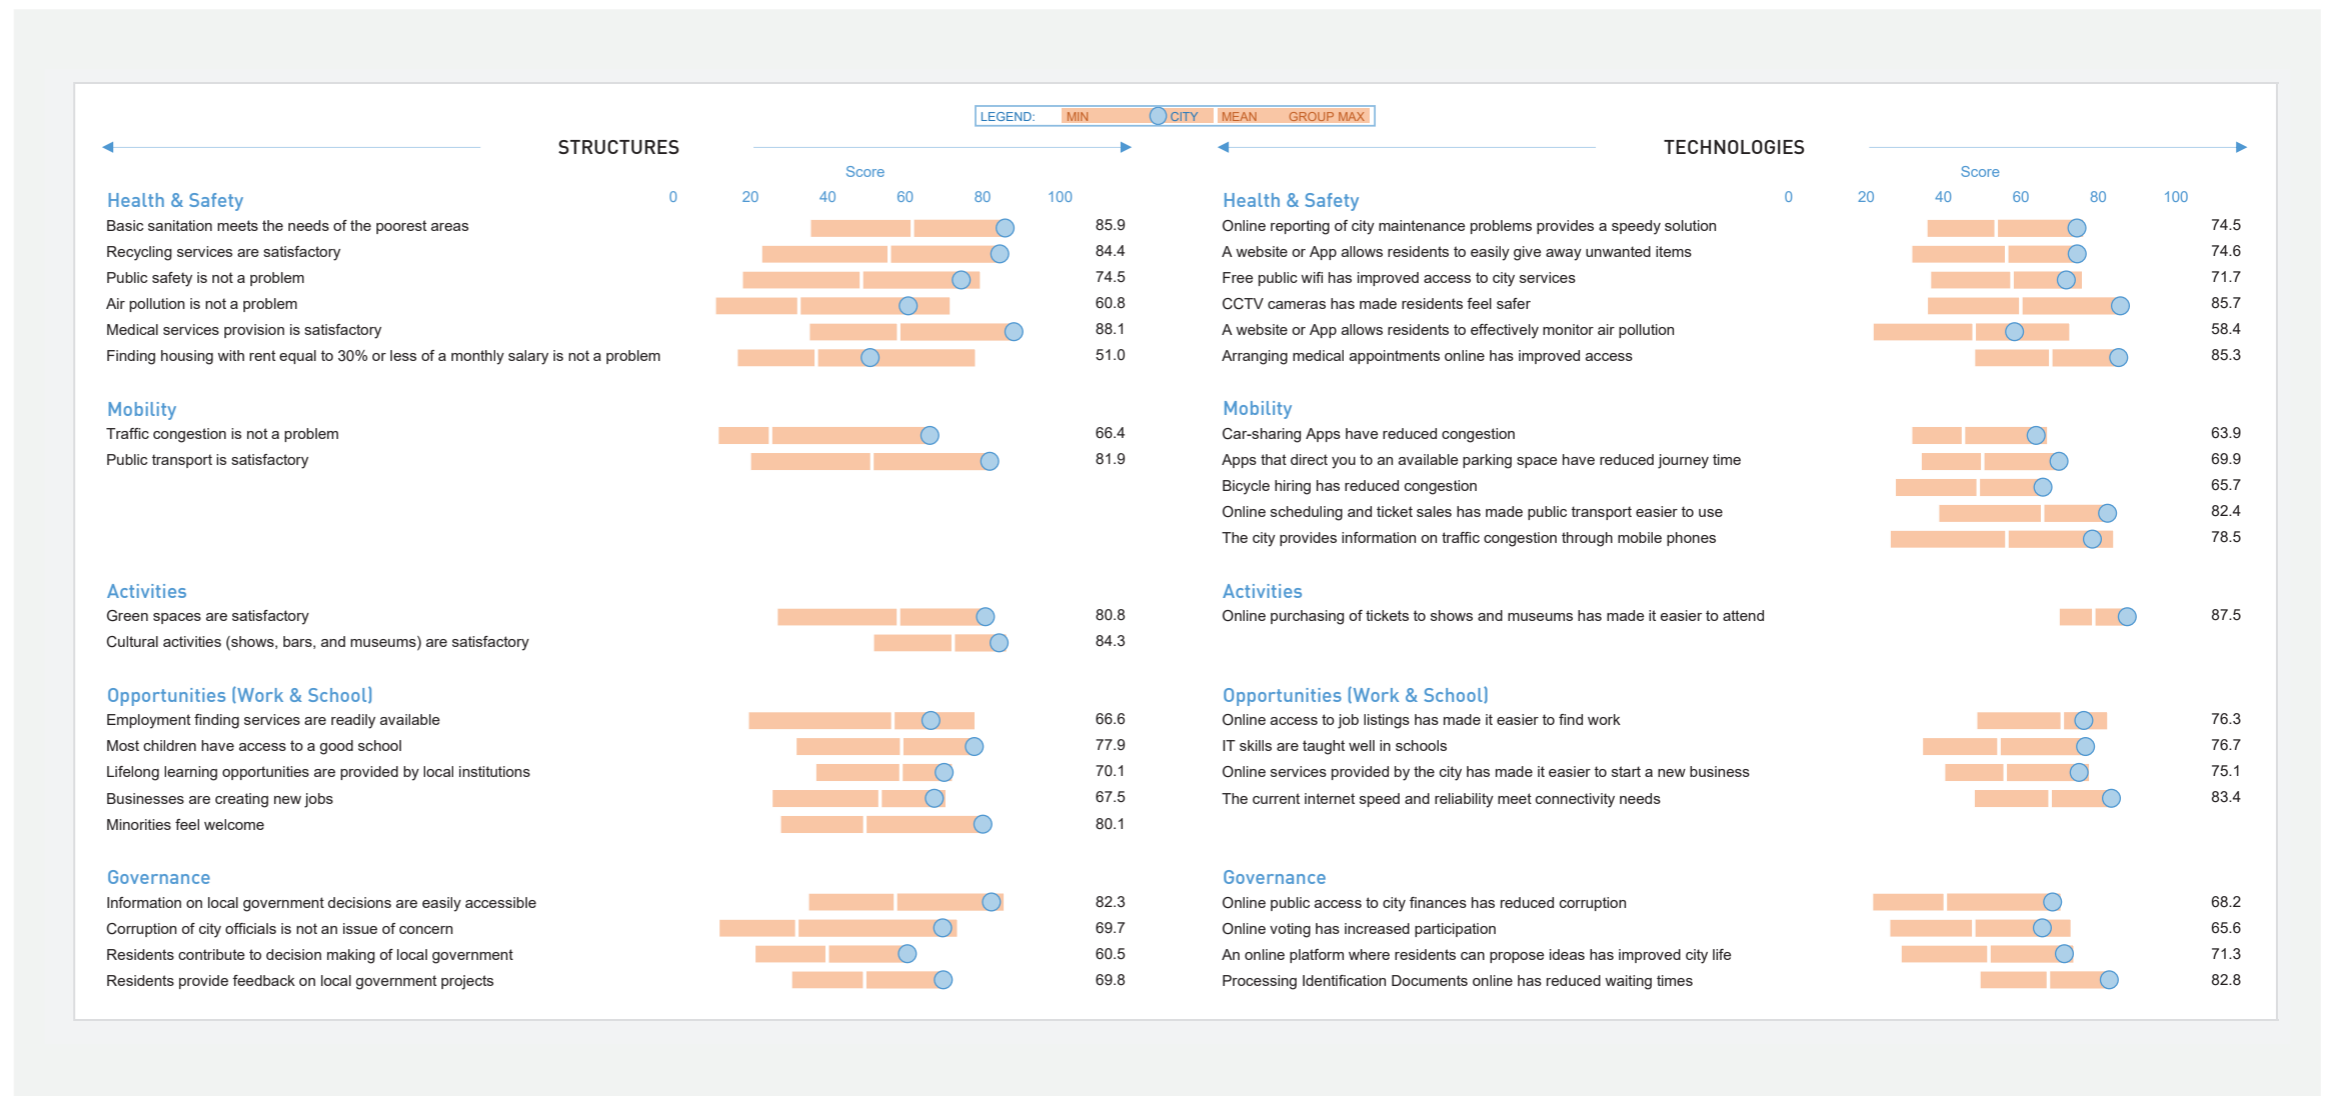 LEGEND: MIN CITY MEAN GROUP MAX
STRUCTURES
Score
Health & Safety 0 20 40 60 80 100
Basic sanitation meets the needs of the poorest areas 85.9
Recycling services are satisfactory 84.4
Public safety is not a problem 74.5
Air pollution is not a problem 60.8
Medical services provision is satisfactory 88.1
Finding housing with rent equal to 30% or less of a monthly salary is not a problem 51.0
Mobility
Traffic congestion is not a problem 66.4
Public transport is satisfactory 81.9
Activities
Green spaces are satisfactory 80.8
Cultural activities (shows, bars, and museums) are satisfactory 84.3
Opportunities (Work & School)
Employment finding services are readily available 66.6
Most children have access to a good school 77.9
Lifelong learning opportunities are provided by local institutions 70.1
Businesses are creating new jobs 67.5
Minorities feel welcome 80.1
Governance
Information on local government decisions are easily accessible 82.3
Corruption of city officials is not an issue of concern 69.7
Residents contribute to decision making of local government 60.5
Residents provide feedback on local government projects 69.8
TECHNOLOGIES
Score
Health & Safety 0 20 40 60 80 100
Online reporting of city maintenance problems provides a speedy solution 74.5
A website or App allows residents to easily give away unwanted items 74.6
Free public wifi has improved access to city services 71.7
CCTV cameras has made residents feel safer 85.7
A website or App allows residents to effectively monitor air pollution 58.4
Arranging medical appointments online has improved access 85.3
Mobility
Car-sharing Apps have reduced congestion 63.9
Apps that direct you to an available parking space have reduced journey time 69.9
Bicycle hiring has reduced congestion 65.7
Online scheduling and ticket sales has made public transport easier to use 82.4
The city provides information on traffic congestion through mobile phones 78.5
Activities
Online purchasing of tickets to shows and museums has made it easier to attend 87.5
Opportunities (Work & School)
Online access to job listings has made it easier to find work 76.3
IT skills are taught well in schools 76.7
Online services provided by the city has made it easier to start a new business 75.1
The current internet speed and reliability meet connectivity needs 83.4
Governance
Online public access to city finances has reduced corruption 68.2
Online voting has increased participation 65.6
An online platform where residents can propose ideas has improved city life 71.3
Processing Identification Documents online has reduced waiting times 82.8